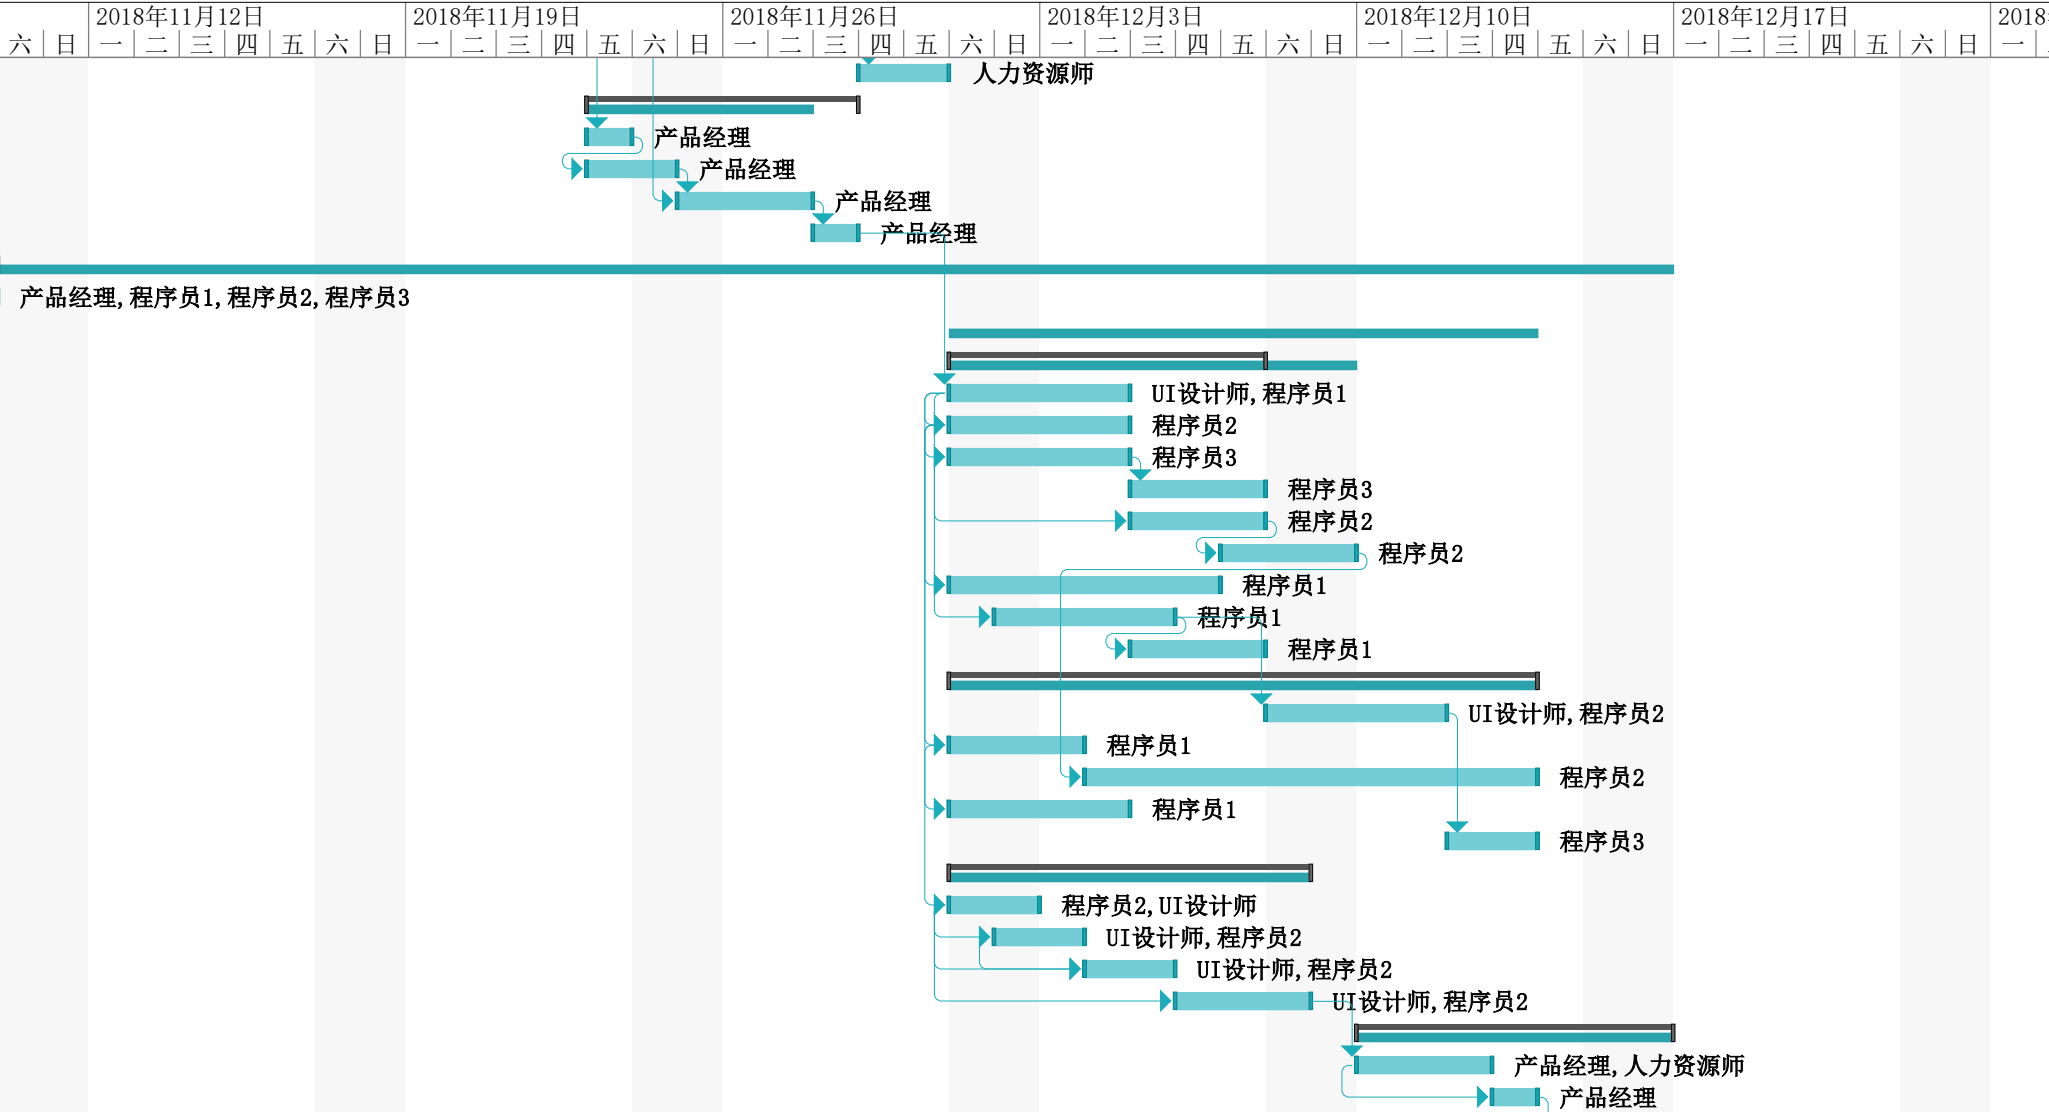 2018年11月12日 2018年11月19日 2018年11月26日 2018年12月3日 2018年12月10日 2018年12月17日 2018
六 日 一 二 三 四 五 六 日 一 二 三 四 五 六 日 一 二 三 四 五 六 日 一 二 三 四 五 六 日 一 二 三 四 五 六 日 一 二 三 四 五 六 日 一
人力资源师
产品经理
产品经理
产品经理
产品经理
产品经理,程序员1,程序员2,程序员3
UI设计师,程序员1
程序员2
程序员3
程序员3
程序员2
程序员2
程序员1
程序员1
程序员1
UI设计师,程序员2
程序员1
程序员2
程序员1
程序员3
程序员2,UI设计师
UI设计师,程序员2
UI设计师,程序员2
UI设计师,程序员2
产品经理,人力资源师
产品经理